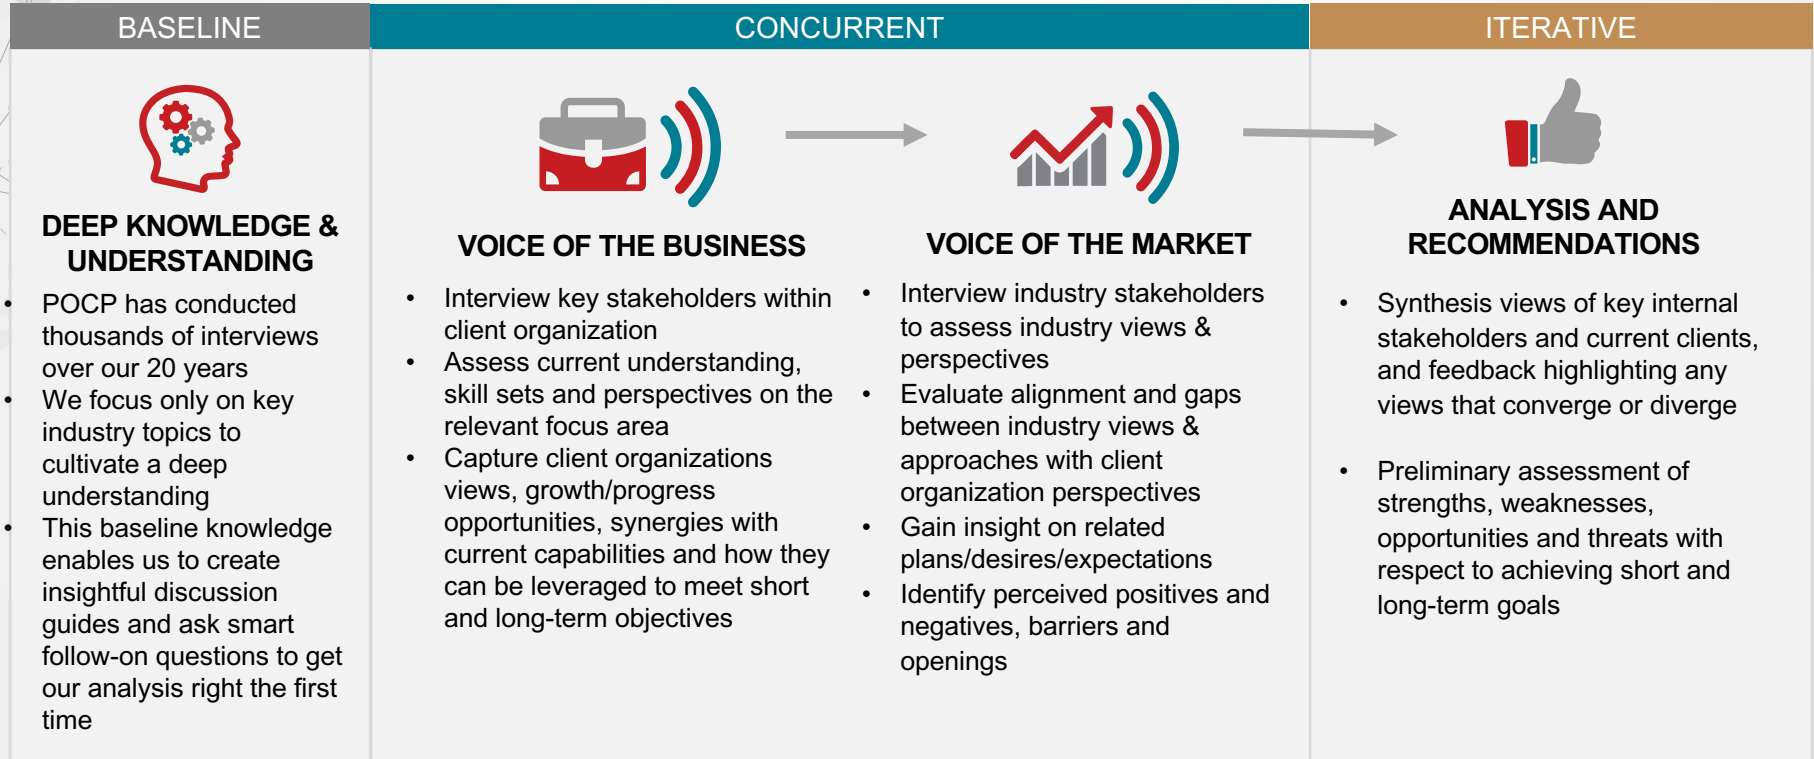 BASELINE
CONCURRENT
ITERATIVE
DEEP KNOWLEDGE &
UNDERSTANDING
• POCP has conducted
thousands of interviews
over our 20 years
• We focus only on key
industry topics to
cultivate a deep
understanding
• This baseline knowledge
enables us to create
insightful discussion
guides and ask smart
follow-on questions to get
our analysis right the first
time
VOICE OF THE BUSINESS
• Interview key stakeholders within
client organization
• Assess current understanding,
skill sets and perspectives on the
relevant focus area
• Capture client organizations
views, growth/progress
opportunities, synergies with
current capabilities and how they
can be leveraged to meet short
and long-term objectives
VOICE OF THE MARKET
• Interview industry stakeholders
to assess industry views &
perspectives
• Evaluate alignment and gaps
between industry views &
approaches with client
organization perspectives
• Gain insight on related
plans/desires/expectations
• Identify perceived positives and
negatives, barriers and
openings
ANALYSIS AND
RECOMMENDATIONS
• Synthesis views of key internal
stakeholders and current clients,
and feedback highlighting any
views that converge or diverge
• Preliminary assessment of
strengths, weaknesses,
opportunities and threats with
respect to achieving short and
long-term goals